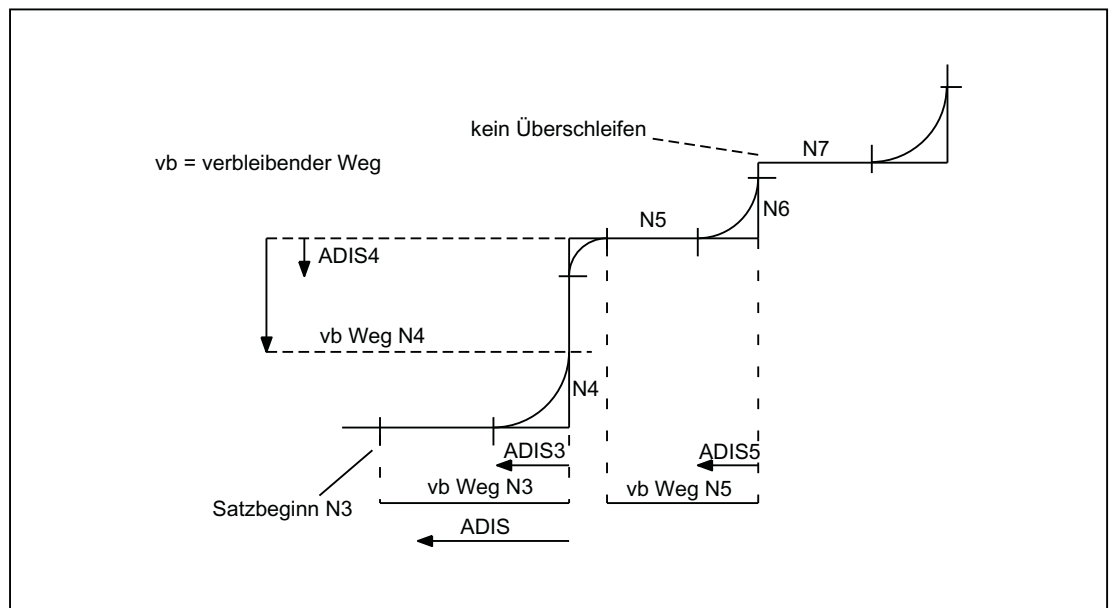 kein Überschleifen
N7
vb = verbleibender Weg
N6
N5
ADIS4
vb Weg N4
N4
ADIS3
ADIS5
vb Weg N3
vb Weg N5
Satzbeginn N3
ADIS